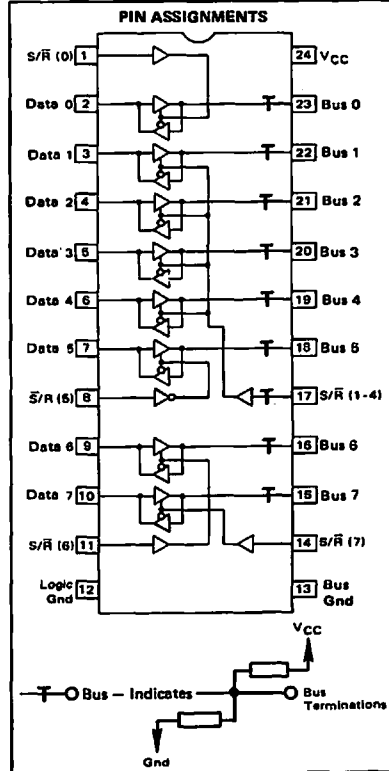 PIN ASSIGNMENTS
S/R̅ (0) 1 24 VCC
Data 0 2 23 Bus 0
Data 1 3 22 Bus 1
Data 2 4 21 Bus 2
Data 3 5 20 Bus 3
Data 4 6 19 Bus 4
Data 5 7 18 Bus 5
S̅/R (5) 8 17 S/R̅ (1-4)
Data 6 9 16 Bus 6
Data 7 10 15 Bus 7
S/R̅ (6) 11 14 S/R̅ (7)
Logic Gnd 12 13 Bus Gnd
VCC
Bus – Indicates
Bus Terminations
Gnd